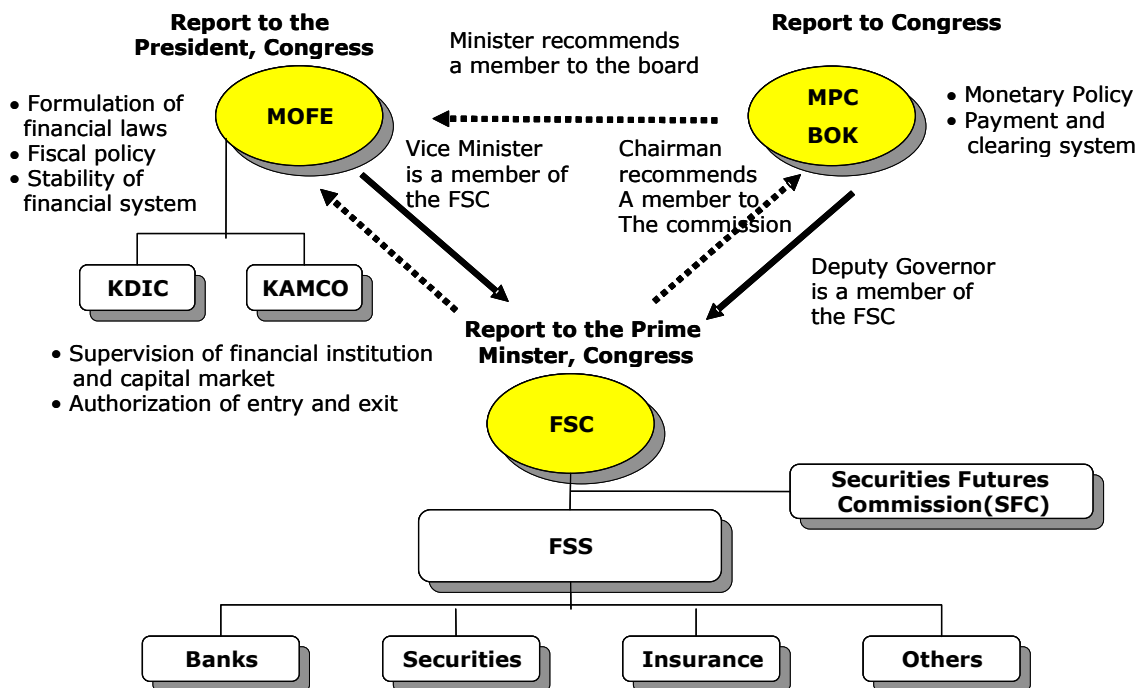 Report to the
President, Congress
Report to Congress
Minister recommends
a member to the board
MOFE
MPC
BOK
• Formulation of
financial laws
• Fiscal policy
• Stability of
financial system
• Monetary Policy
• Payment and
clearing system
Vice Minister
is a member of
the FSC
Chairman
recommends
A member to
The commission
KDIC
KAMCO
Deputy Governor
is a member of
the FSC
Report to the Prime
Minster, Congress
• Supervision of financial institution
and capital market
• Authorization of entry and exit
FSC
Securities Futures
Commission(SFC)
FSS
Banks
Securities
Insurance
Others